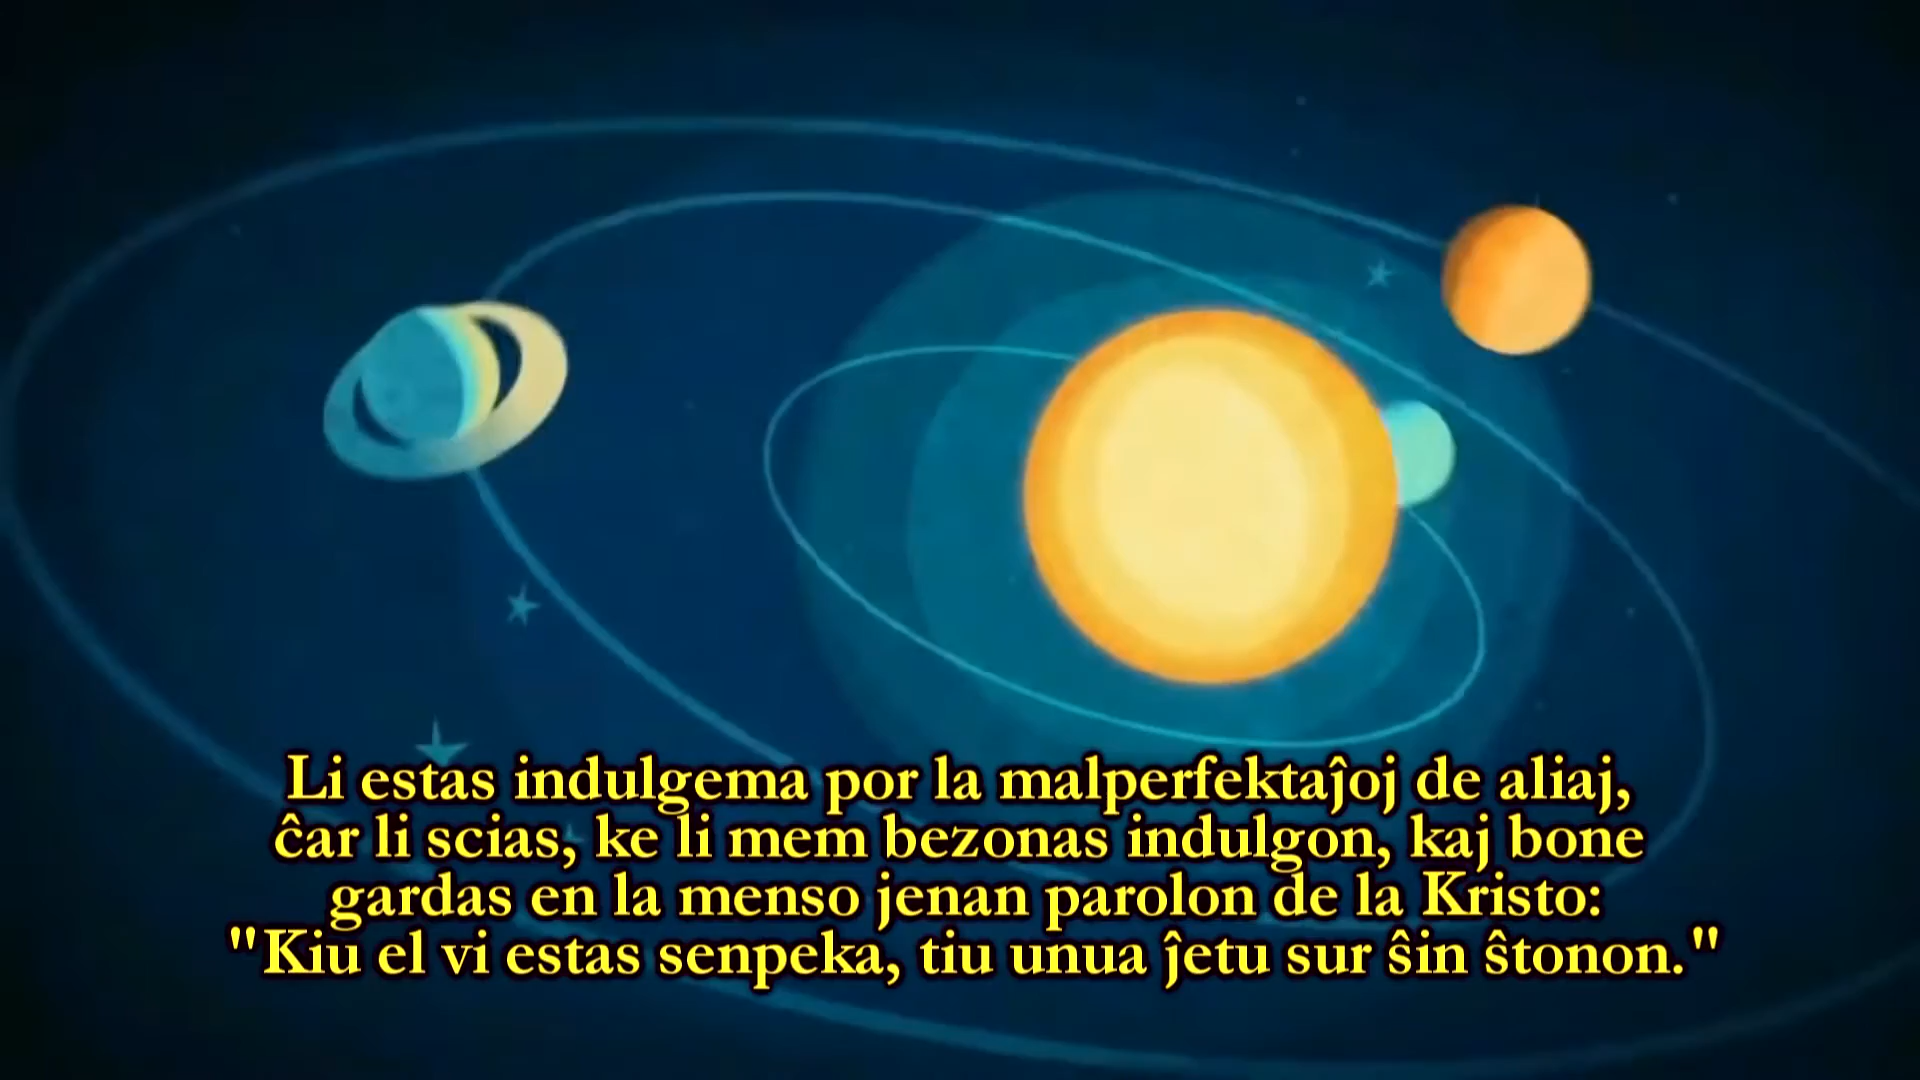 Li estas indulgema por la malperfektaĵoj de aliaj,
ĉar li scias, ke li mem bezonas indulgon, kaj bone
gardas en la menso jenan parolon de la Kristo:
"Kiu el vi estas senpeka, tiu unua ĵetu sur ŝin ŝtonon."